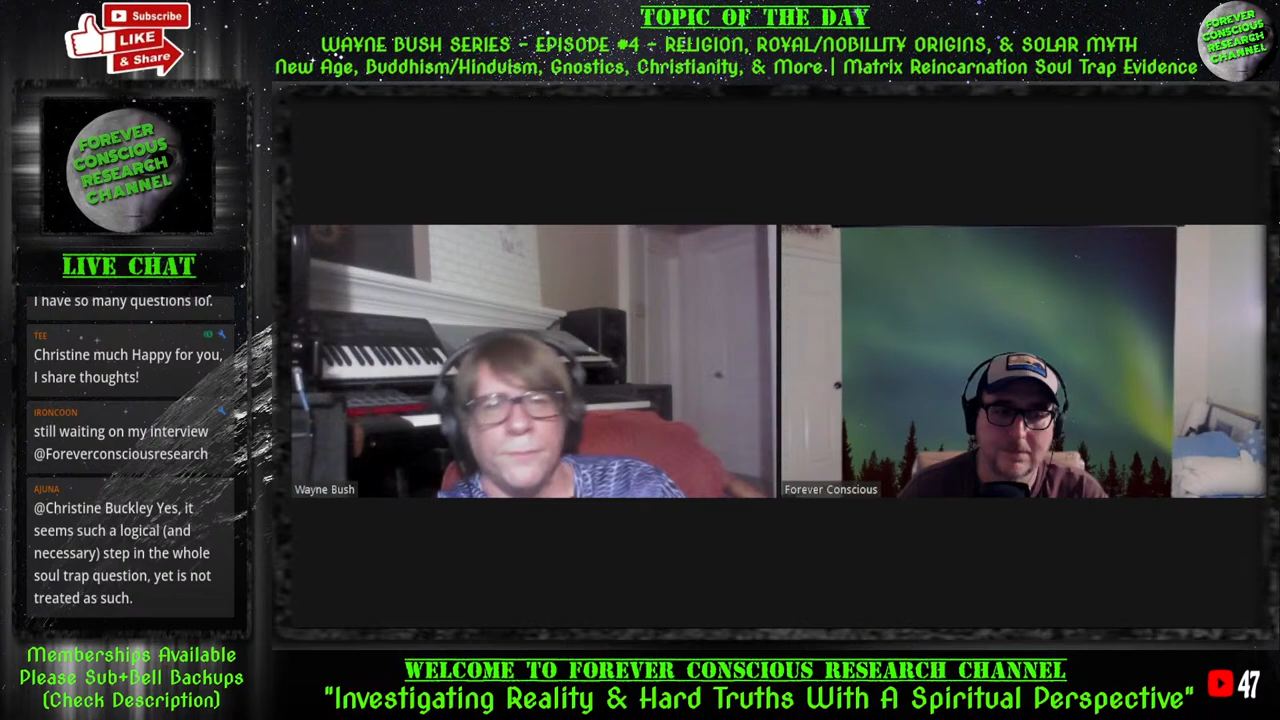 Subscribe
LIKE
& Share
TOPIC OF THE DAY
WAYNE BUSH SERIES - EPISODE #4 - RELIGION, ROYAL/NOBILLITY ORIGINS, & SOLAR MYTH
New Age, Buddhism/Hinduism, Gnostics, Christianity, & More | Matrix Reincarnation Soul Trap Evidence
FOREVER
CONSCIOUS
RESEARCH
CHANNEL
FOREVER
CONSCIOUS
RESEARCH
CHANNEL
LIVE CHAT
I have so many questions lol.
TEE
Christine much Happy for you,
I share thoughts!
IRONCOON
still waiting on my interview
@Foreverconsciousresearch
AJUNA
@Christine Buckley Yes, it
seems such a logical (and
necessary) step in the whole
soul trap question, yet is not
treated as such.
Memberships Available
Please Sub+Bell Backups
(Check Description)
Wayne Bush
Forever Conscious
WELCOME TO FOREVER CONSCIOUS RESEARCH CHANNEL
"Investigating Reality & Hard Truths With A Spiritual Perspective"
47